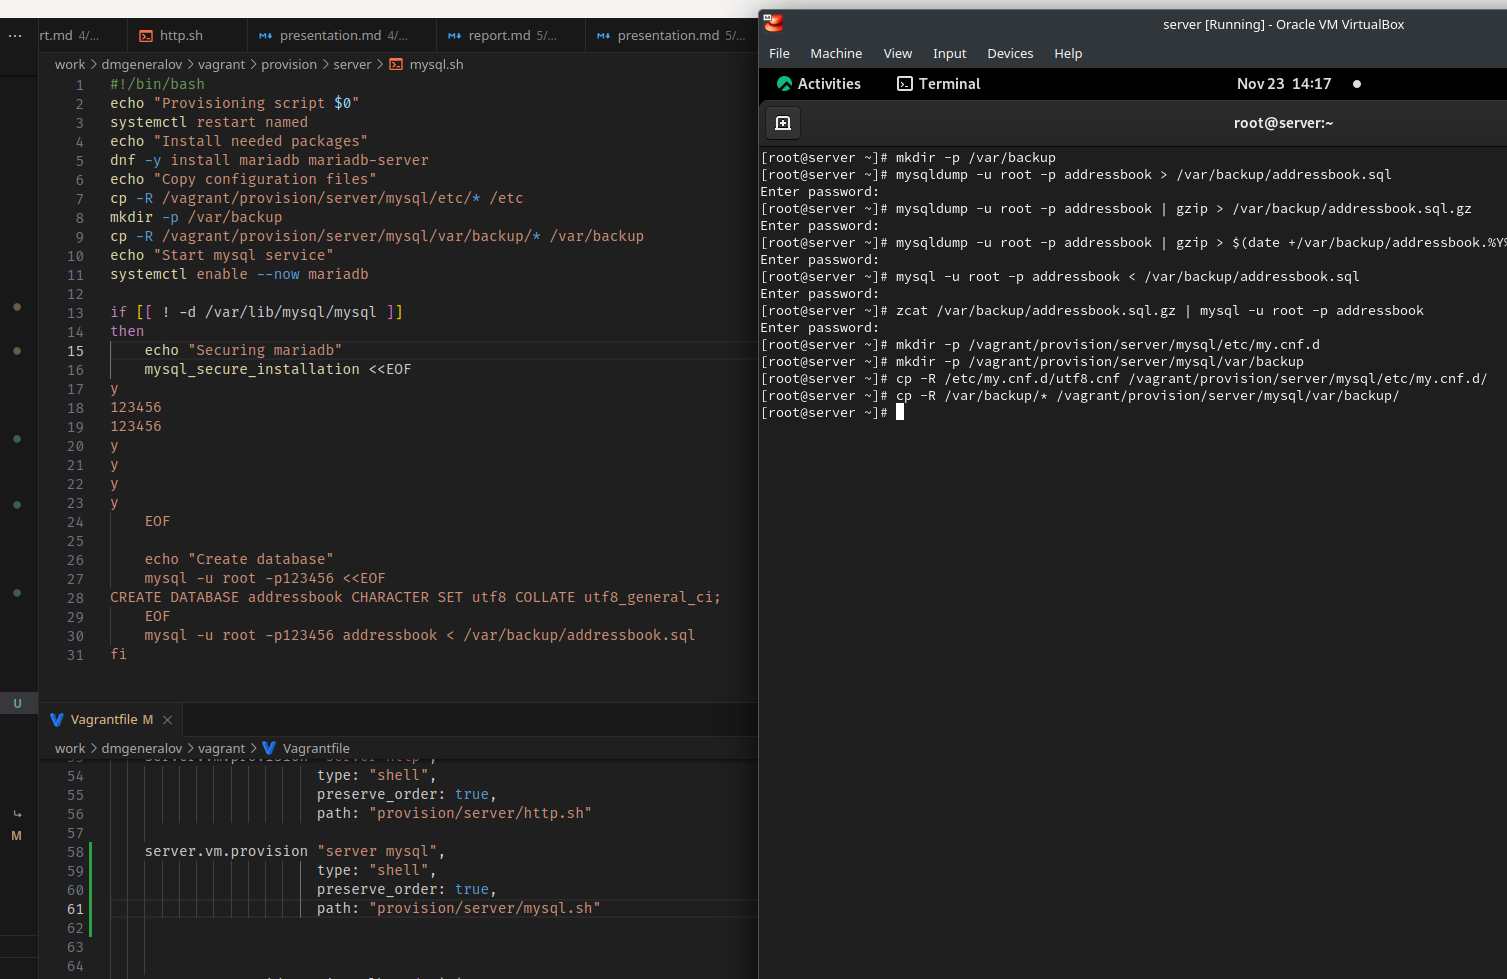 rt.md 4/... http.sh presentation.md 4/... report.md 5/... presentation.md 5/...
work > dmgeneralov > vagrant > provision > server > mysql.sh
1 #!/bin/bash
2 echo "Provisioning script $0"
3 systemctl restart named
4 echo "Install needed packages"
5 dnf -y install mariadb mariadb-server
6 echo "Copy configuration files"
7 cp -R /vagrant/provision/server/mysql/etc/* /etc
8 mkdir -p /var/backup
9 cp -R /vagrant/provision/server/mysql/var/backup/* /var/backup
10 echo "Start mysql service"
11 systemctl enable --now mariadb
12
13 if [[ ! -d /var/lib/mysql/mysql ]]
14 then
15     echo "Securing mariadb"
16     mysql_secure_installation <<EOF
17 y
18 123456
19 123456
20 y
21 y
22 y
23 y
24     EOF
25
26     echo "Create database"
27     mysql -u root -p123456 <<EOF
28 CREATE DATABASE addressbook CHARACTER SET utf8 COLLATE utf8_general_ci;
29     EOF
30     mysql -u root -p123456 addressbook < /var/backup/addressbook.sql
31 fi
U
M
Vagrantfile M ×
work > dmgeneralov > vagrant > Vagrantfile
54 type: "shell",
55 preserve_order: true,
56 path: "provision/server/http.sh"
57
58 server.vm.provision "server mysql",
59 type: "shell",
60 preserve_order: true,
61 path: "provision/server/mysql.sh"
62
63
64
server [Running] - Oracle VM VirtualBox
File Machine View Input Devices Help
Activities Terminal Nov 23 14:17
root@server:~
[root@server ~]# mkdir -p /var/backup
[root@server ~]# mysqldump -u root -p addressbook > /var/backup/addressbook.sql
Enter password:
[root@server ~]# mysqldump -u root -p addressbook | gzip > /var/backup/addressbook.sql.gz
Enter password:
[root@server ~]# mysqldump -u root -p addressbook | gzip > $(date +/var/backup/addressbook.%Y%
Enter password:
[root@server ~]# mysql -u root -p addressbook < /var/backup/addressbook.sql
Enter password:
[root@server ~]# zcat /var/backup/addressbook.sql.gz | mysql -u root -p addressbook
Enter password:
[root@server ~]# mkdir -p /vagrant/provision/server/mysql/etc/my.cnf.d
[root@server ~]# mkdir -p /vagrant/provision/server/mysql/var/backup
[root@server ~]# cp -R /etc/my.cnf.d/utf8.cnf /vagrant/provision/server/mysql/etc/my.cnf.d/
[root@server ~]# cp -R /var/backup/* /vagrant/provision/server/mysql/var/backup/
[root@server ~]#